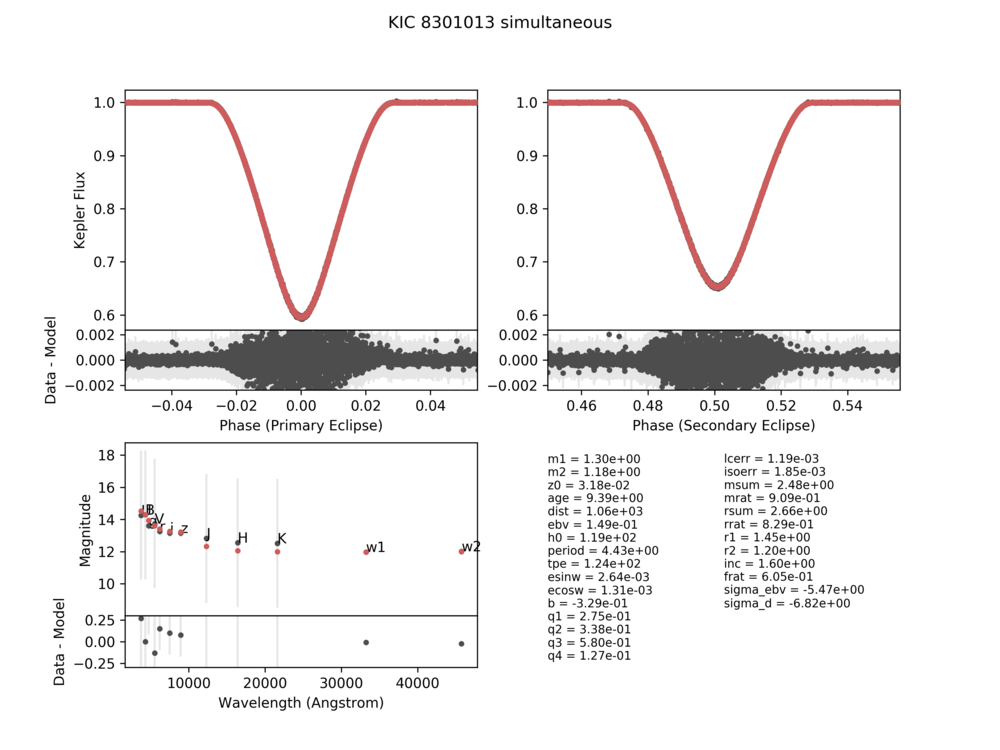 KIC 8301013 simultaneous
1.0
0.9
0.8
0.7
0.6
Kepler Flux
0.002
0.000
−0.002
Data - Model
−0.04 −0.02 0.00 0.02 0.04
Phase (Primary Eclipse)
1.0
0.9
0.8
0.7
0.6
0.002
0.000
−0.002
0.46 0.48 0.50 0.52 0.54
Phase (Secondary Eclipse)
18
16
14
12
10
Magnitude
B
V
r
i
z
J
H
K
w1
w2
0.25
0.00
−0.25
Data - Model
10000 20000 30000 40000
Wavelength (Angstrom)
m1 = 1.30e+00
m2 = 1.18e+00
z0 = 3.18e-02
age = 9.39e+00
dist = 1.06e+03
ebv = 1.49e-01
h0 = 1.19e+02
period = 4.43e+00
tpe = 1.24e+02
esinw = 2.64e-03
ecosw = 1.31e-03
b = -3.29e-01
q1 = 2.75e-01
q2 = 3.38e-01
q3 = 5.80e-01
q4 = 1.27e-01
lcerr = 1.19e-03
isoerr = 1.85e-03
msum = 2.48e+00
mrat = 9.09e-01
rsum = 2.66e+00
rrat = 8.29e-01
r1 = 1.45e+00
r2 = 1.20e+00
inc = 1.60e+00
frat = 6.05e-01
sigma_ebv = -5.47e+00
sigma_d = -6.82e+00